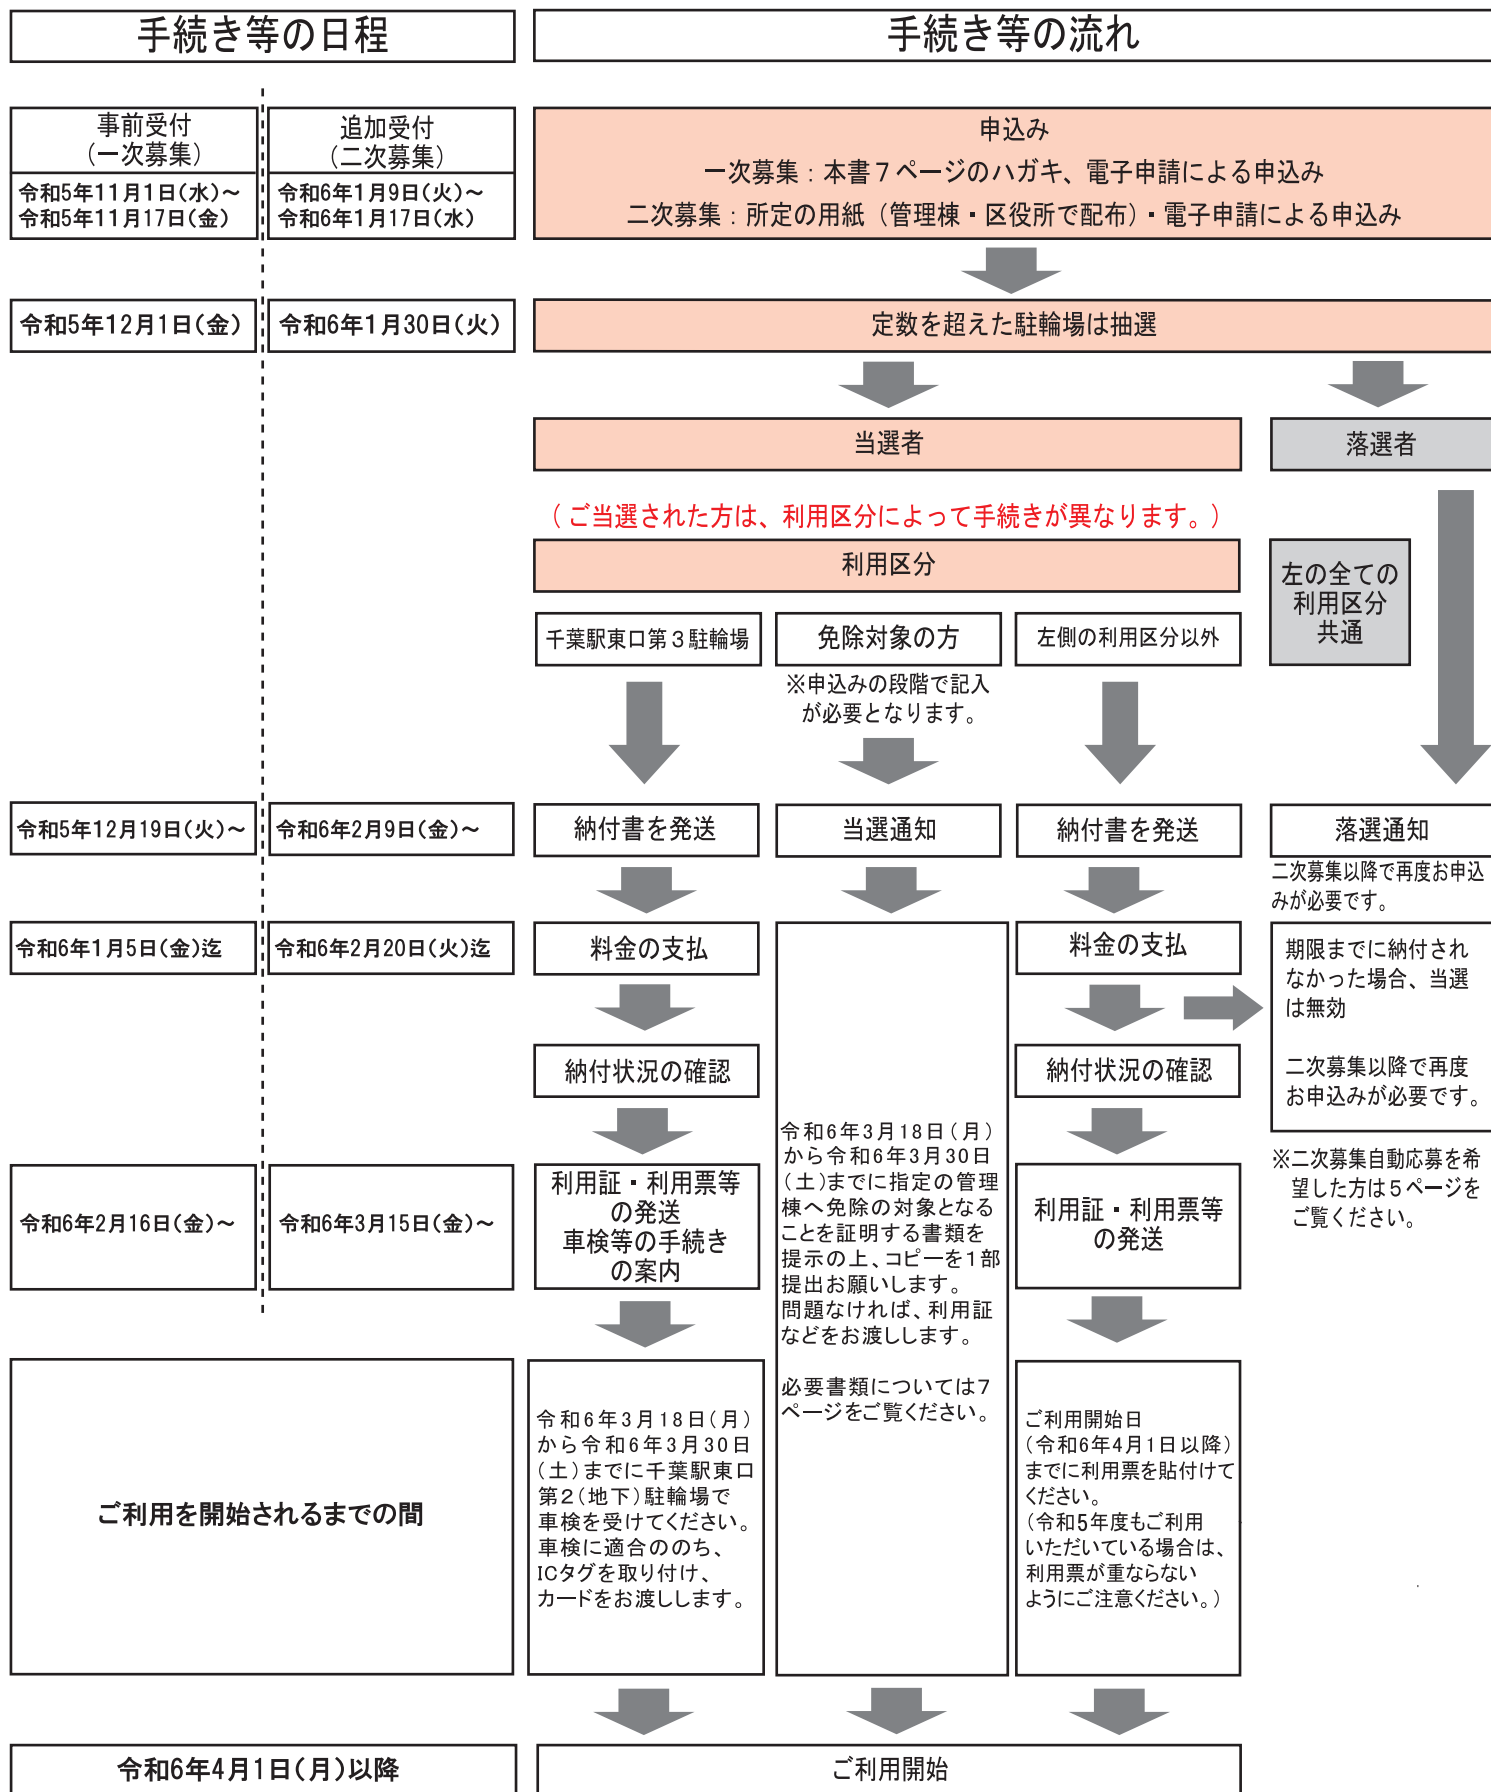 手続き等の日程
手続き等の流れ
事前受付
（一次募集）
追加受付
（二次募集）
令和5年11月1日（水）～
令和5年11月17日（金）
令和6年1月9日（火）～
令和6年1月17日（水）
申込み
一次募集：本書７ページのハガキ、電子申請による申込み
二次募集：所定の用紙（管理棟・区役所で配布）・電子申請による申込み
令和5年12月1日（金）
令和6年1月30日（火）
定数を超えた駐輪場は抽選
当選者
落選者
（ご当選された方は、利用区分によって手続きが異なります。）
利用区分
左の全ての
利用区分
共通
千葉駅東口第３駐輪場
免除対象の方
左側の利用区分以外
※申込みの段階で記入
が必要となります。
令和5年12月19日（火）～
令和6年2月9日（金）～
納付書を発送
当選通知
納付書を発送
落選通知
二次募集以降で再度お申込
みが必要です。
令和6年1月5日（金）迄
令和6年2月20日（火）迄
料金の支払
料金の支払
期限までに納付され
なかった場合、当選
は無効
二次募集以降で再度
お申込みが必要です。
納付状況の確認
納付状況の確認
令和6年3月18日（月）
から令和6年3月30日
（土）までに指定の管理
棟へ免除の対象となる
ことを証明する書類を
提示の上、コピーを1部
提出お願いします。
問題なければ、利用証
などをお渡しします。
必要書類については7
ページをご覧ください。
※二次募集自動応募を希
望した方は５ページを
ご覧ください。
令和6年2月16日（金）～
令和6年3月15日（金）～
利用証・利用票等
の発送
車検等の手続き
の案内
利用証・利用票等
の発送
ご利用を開始されるまでの間
令和6年3月18日（月）
から令和6年3月30日
（土）までに千葉駅東口
第2（地下）駐輪場で
車検を受けてください。
車検に適合ののち、
ICタグを取り付け、
カードをお渡しします。
ご利用開始日
（令和6年4月1日以降）
までに利用票を貼付けて
ください。
（令和5年度もご利用
いただいている場合は、
利用票が重ならない
ようにご注意ください。）
令和6年4月1日（月）以降
ご利用開始